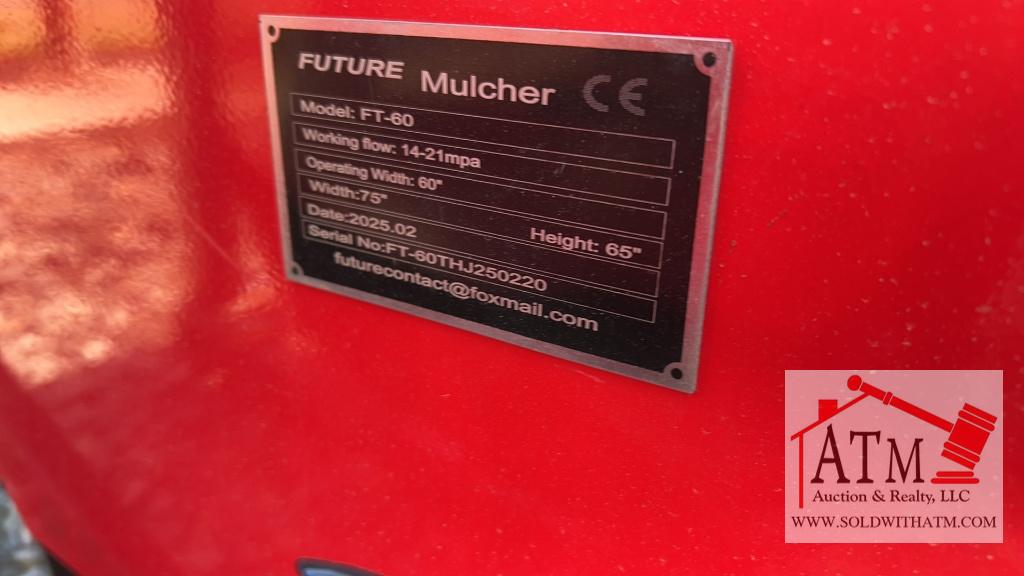 FUTURE Mulcher CE
Model: FT-60
Working flow: 14-21mpa
Operating Width: 60"
Width:75" Height: 65"
Date:2025.02
Serial No:FT-60THJ250220
futurecontact@foxmail.com
ATM
Auction & Realty, LLC
WWW.SOLDWITHATM.COM